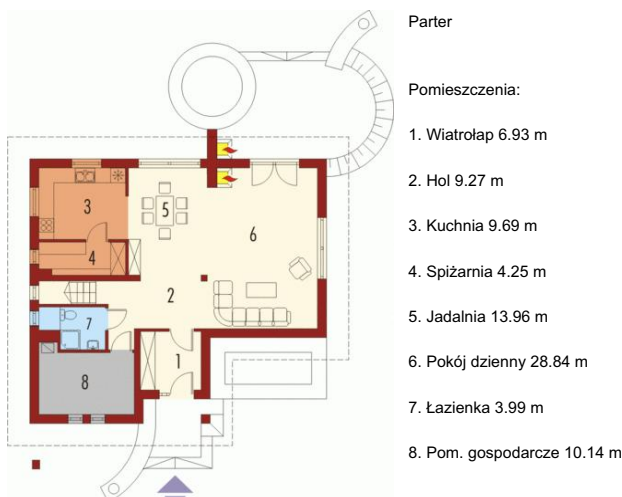 Parter
Pomieszczenia:
1. Wiatrołap 6.93 m
2. Hol 9.27 m
3. Kuchnia 9.69 m
4. Spiżarnia 4.25 m
5. Jadalnia 13.96 m
6. Pokój dzienny 28.84 m
7. Łazienka 3.99 m
8. Pom. gospodarcze 10.14 m
3
5
6
4
2
7
1
8